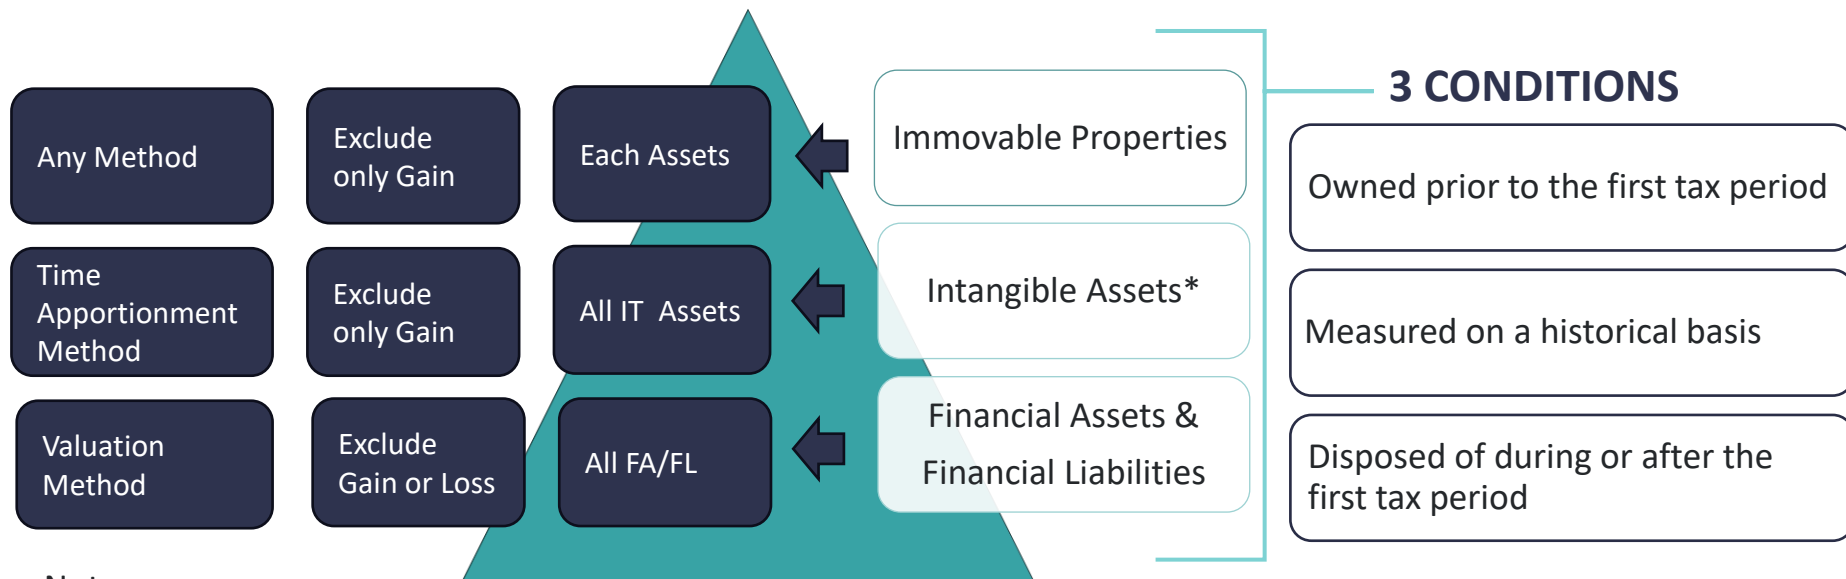 3 CONDITIONS
Any Method
Exclude
only Gain
Each Assets
Immovable Properties
Owned prior to the first tax period
Time
Apportionment
Method
Exclude
only Gain
All IT Assets
Intangible Assets*
Measured on a historical basis
Valuation
Method
Exclude
Gain or Loss
All FA/FL
Financial Assets &
Financial Liabilities
Disposed of during or after the
first tax period